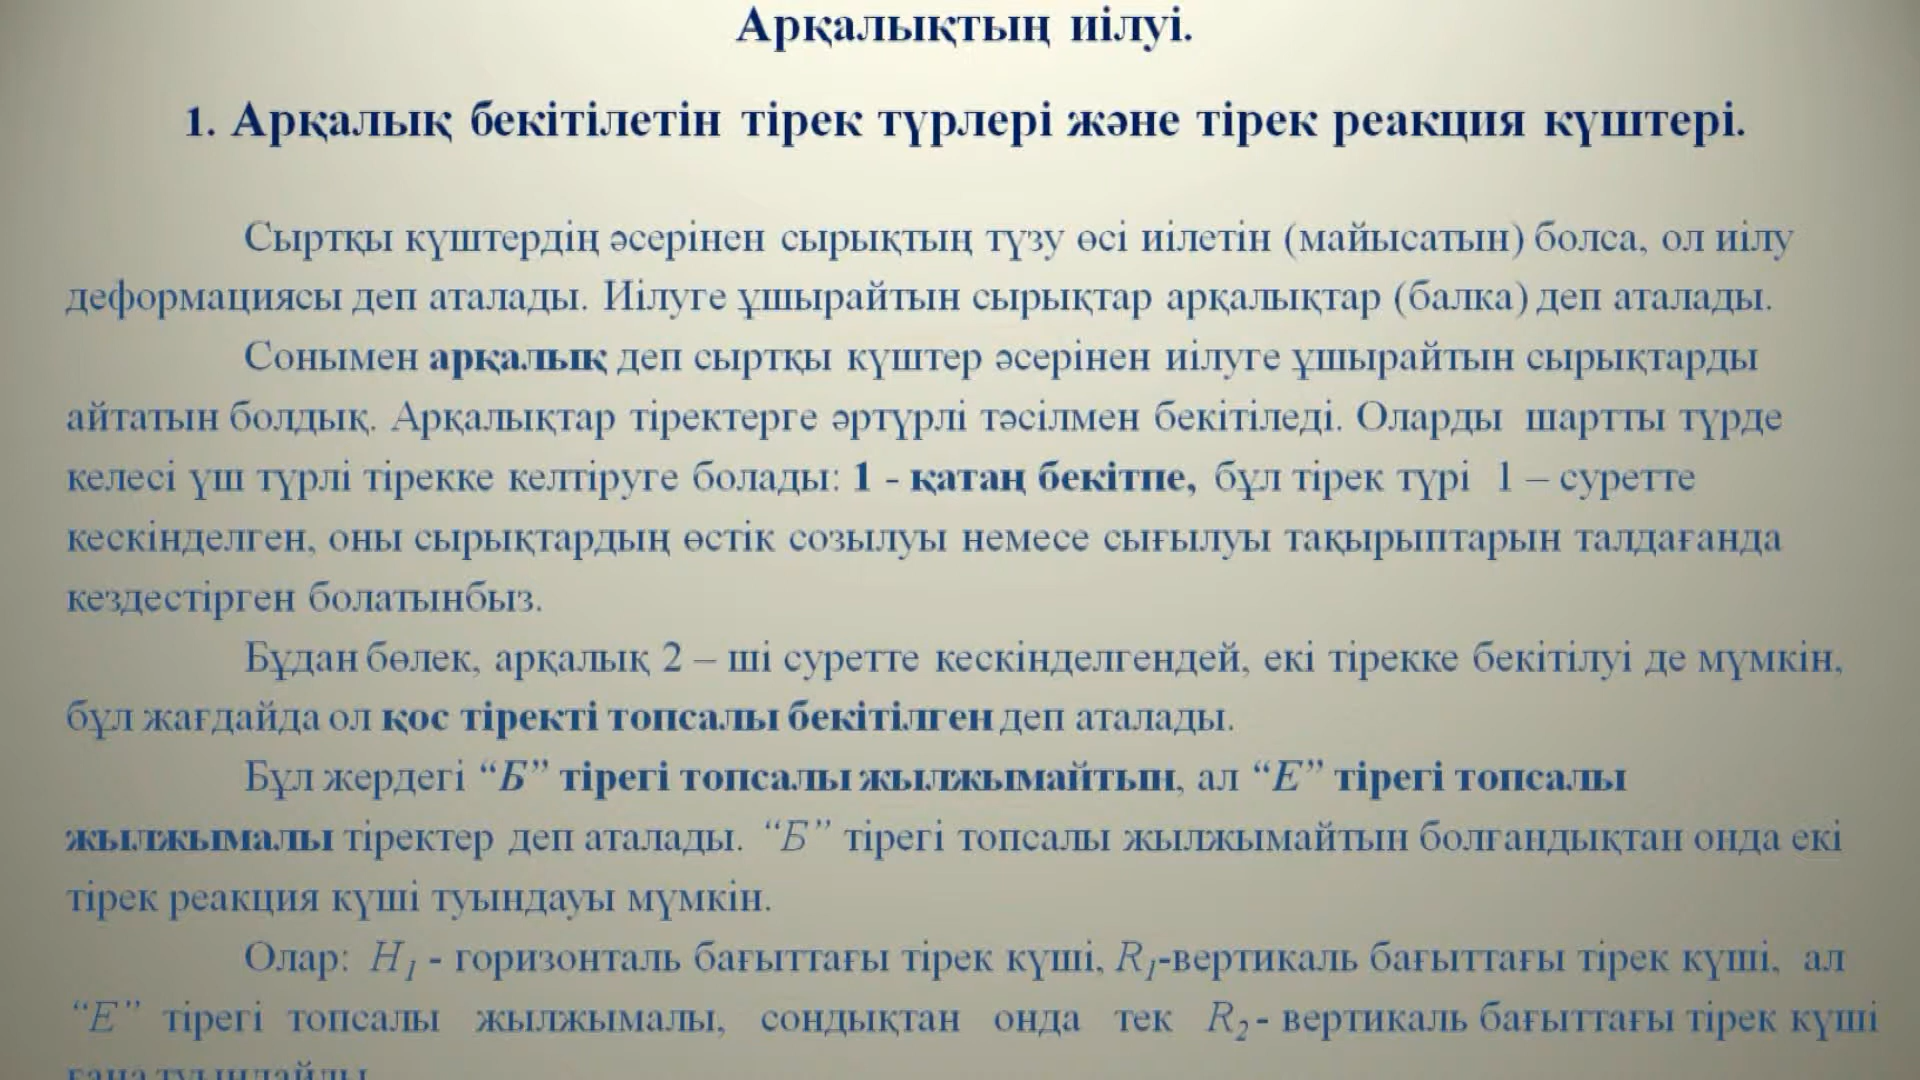 Арқалықтың иілуі.
1. Арқалық бекітілетін тірек түрлері және тірек реакция күштері.
Сыртқы күштердің әсерінен сырықтың түзу өсі иілетін (майысатын) болса, ол иілу
деформациясы деп аталады. Иілуге ұшырайтын сырықтар арқалықтар (балка) деп аталады.
Сонымен арқалық деп сыртқы күштер әсерінен иілуге ұшырайтын сырықтарды
айтатын болдық. Арқалықтар тіректерге әртүрлі тәсілмен бекітіледі. Оларды шартты түрде
келесі үш түрлі тірекке келтіруге болады: 1 - қатаң бекітпе, бұл тірек түрі 1 – суретте
кескінделген, оны сырықтардың өстік созылуы немесе сығылуы тақырыптарын талдағанда
кездестірген болатынбыз.
Бұдан бөлек, арқалық 2 – ші суретте кескінделгендей, екі тірекке бекітілуі де мүмкін,
бұл жағдайда ол қос тіректі топсалы бекітілген деп аталады.
Бұл жердегі “Б” тірегі топсалы жылжымайтын, ал “Е” тірегі топсалы
жылжымалы тіректер деп аталады. “Б” тірегі топсалы жылжымайтын болғандықтан онда екі
тірек реакция күші туындауы мүмкін.
Олар: H1 - горизонталь бағыттағы тірек күші, R1-вертикаль бағыттағы тірек күші, ал
“Е” тірегі топсалы жылжымалы, сондықтан онда тек R2- вертикаль бағыттағы тірек күші
ғана туындайды